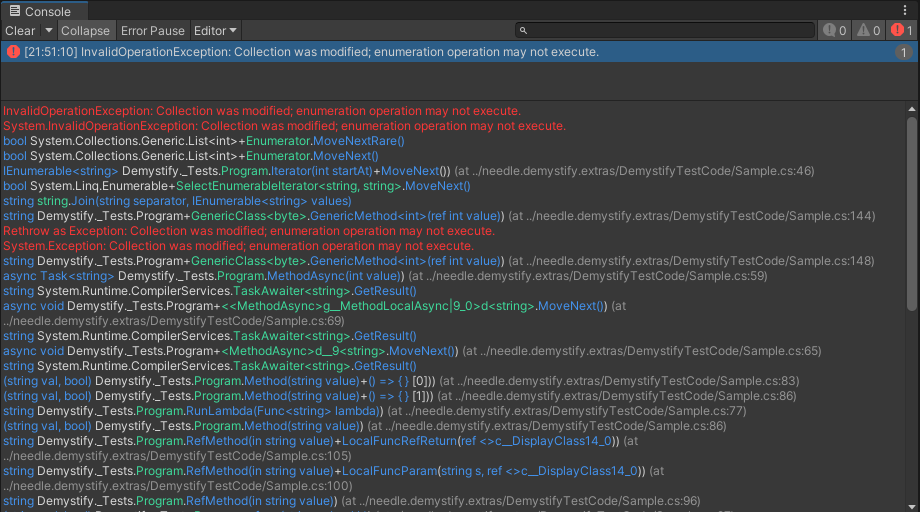 Console
Clear Collapse Error Pause Editor 0 0 1
[21:51:10] InvalidOperationException: Collection was modified; enumeration operation may not execute. 1
InvalidOperationException: Collection was modified; enumeration operation may not execute.
System.InvalidOperationException: Collection was modified; enumeration operation may not execute.
bool System.Collections.Generic.List<int>+Enumerator.MoveNextRare()
bool System.Collections.Generic.List<int>+Enumerator.MoveNext()
IEnumerable<string> Demystify._Tests.Program.Iterator(int startAt)+MoveNext()) (at ../needle.demystify.extras/DemystifyTestCode/Sample.cs:46)
bool System.Linq.Enumerable+SelectEnumerableIterator<string, string>.MoveNext()
string string.Join(string separator, IEnumerable<string> values)
string Demystify._Tests.Program+GenericClass<byte>.GenericMethod<int>(ref int value)) (at ../needle.demystify.extras/DemystifyTestCode/Sample.cs:144)
Rethrow as Exception: Collection was modified; enumeration operation may not execute.
System.Exception: Collection was modified; enumeration operation may not execute.
string Demystify._Tests.Program+GenericClass<byte>.GenericMethod<int>(ref int value)) (at ../needle.demystify.extras/DemystifyTestCode/Sample.cs:148)
async Task<string> Demystify._Tests.Program.MethodAsync(int value)) (at ../needle.demystify.extras/DemystifyTestCode/Sample.cs:59)
string System.Runtime.CompilerServices.TaskAwaiter<string>.GetResult()
async void Demystify._Tests.Program+<<MethodAsync>g__MethodLocalAsync|9_0>d<string>.MoveNext()) (at
../needle.demystify.extras/DemystifyTestCode/Sample.cs:69)
string System.Runtime.CompilerServices.TaskAwaiter<string>.GetResult()
async void Demystify._Tests.Program+<MethodAsync>d__9<string>.MoveNext()) (at ../needle.demystify.extras/DemystifyTestCode/Sample.cs:65)
string System.Runtime.CompilerServices.TaskAwaiter<string>.GetResult()
(string val, bool) Demystify._Tests.Program.Method(string value)+() => { } [0])) (at ../needle.demystify.extras/DemystifyTestCode/Sample.cs:83)
(string val, bool) Demystify._Tests.Program.Method(string value)+() => { } [1])) (at ../needle.demystify.extras/DemystifyTestCode/Sample.cs:86)
string Demystify._Tests.Program.RunLambda(Func<string> lambda)) (at ../needle.demystify.extras/DemystifyTestCode/Sample.cs:77)
(string val, bool) Demystify._Tests.Program.Method(string value)) (at ../needle.demystify.extras/DemystifyTestCode/Sample.cs:86)
string Demystify._Tests.Program.RefMethod(in string value)+LocalFuncRefReturn(ref <>c__DisplayClass14_0)) (at
../needle.demystify.extras/DemystifyTestCode/Sample.cs:105)
string Demystify._Tests.Program.RefMethod(in string value)+LocalFuncParam(string s, ref <>c__DisplayClass14_0)) (at
../needle.demystify.extras/DemystifyTestCode/Sample.cs:100)
string Demystify._Tests.Program.RefMethod(in string value)) (at ../needle.demystify.extras/DemystifyTestCode/Sample.cs:96)